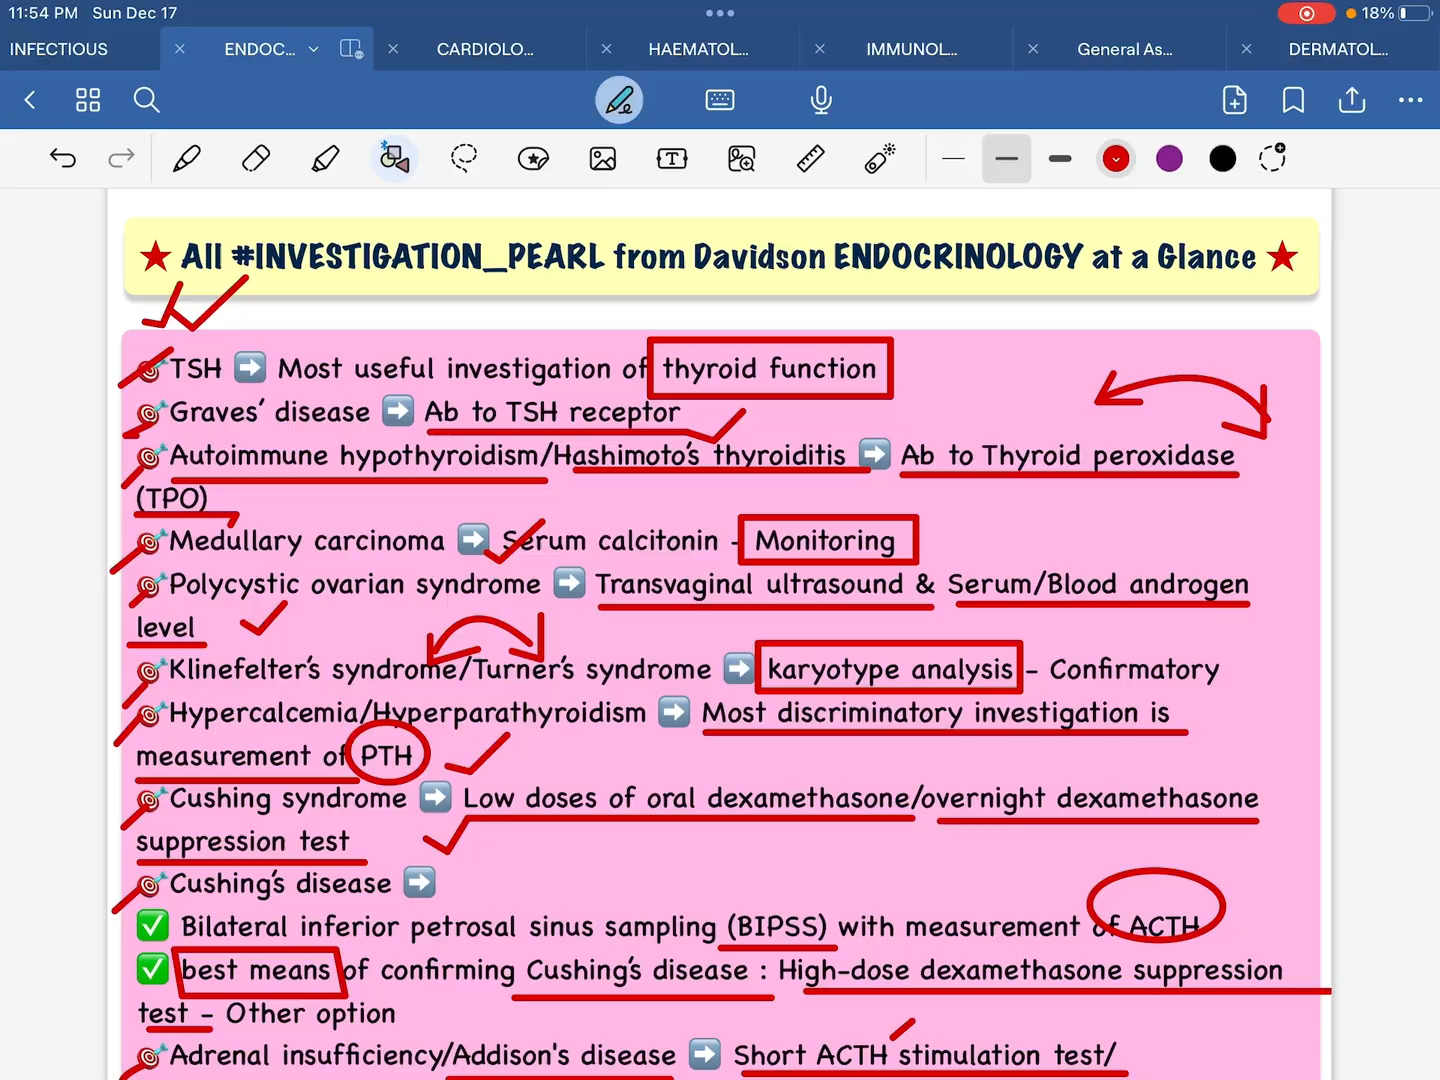 11:54 PM Sun Dec 17
18%
INFECTIOUS
ENDOC...
CARDIOLO...
HAEMATOL...
IMMUNOL...
General As...
DERMATOL...
★ All #INVESTIGATION_PEARL from Davidson ENDOCRINOLOGY at a Glance ★
🎯TSH ➡️ Most useful investigation of thyroid function
🎯Graves’ disease ➡️ Ab to TSH receptor
🎯Autoimmune hypothyroidism/Hashimoto’s thyroiditis ➡️ Ab to Thyroid peroxidase
(TPO)
🎯Medullary carcinoma ➡️ Serum calcitonin - Monitoring
🎯Polycystic ovarian syndrome ➡️ Transvaginal ultrasound & Serum/Blood androgen
level
🎯Klinefelter’s syndrome/Turner’s syndrome ➡️ karyotype analysis - Confirmatory
🎯Hypercalcemia/Hyperparathyroidism ➡️ Most discriminatory investigation is
measurement of PTH
🎯Cushing syndrome ➡️ Low doses of oral dexamethasone/overnight dexamethasone
suppression test
🎯Cushing’s disease ➡️
✅ Bilateral inferior petrosal sinus sampling (BIPSS) with measurement of ACTH
✅ best means of confirming Cushing’s disease : High-dose dexamethasone suppression
test - Other option
🎯Adrenal insufficiency/Addison's disease ➡️ Short ACTH stimulation test/